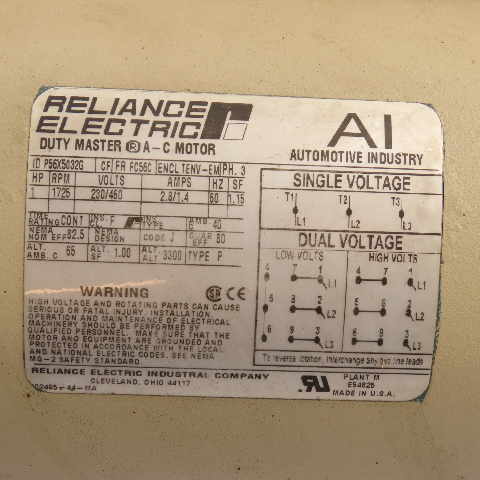 RELIANCE
ELECTRIC
DUTY MASTER ® A-C MOTOR
AI
AUTOMOTIVE INDUSTRY
ID P56X5032G CF FR FC56C ENCL TENV-EM PH. 3
HP RPM VOLTS AMPS HZ SF
1 1725 230/460 2.8/1.4 60 1.15
TIME RATING CONT INS. CL F TYPE AMB. C 40
NEMA NOM EFF 82.5 NEMA DESIGN CODE J GUAR EFF 80
ALT. AMB. C 65 ALT. SF 1.00 ALT. ALT 3300 TYPE P
WARNING
HIGH VOLTAGE AND ROTATING PARTS CAN CAUSE
SERIOUS OR FATAL INJURY. INSTALLATION,
OPERATION AND MAINTENANCE OF ELECTRICAL
MACHINERY SHOULD BE PERFORMED BY
QUALIFIED PERSONNEL. MAKE SURE THAT THE
MOTOR AND EQUIPMENT ARE GROUNDED AND
PROTECTED IN ACCORDANCE WITH LOCAL
AND NATIONAL ELECTRIC CODES. SEE NEMA
MG-2 SAFETY STANDARD.
SA CE
SINGLE VOLTAGE
T1 T2 T3
L1 L2 L3
DUAL VOLTAGE
LOW VOLTS HIGH VOLTS
4 7 1 L1 4 7 1 L1
5 8 2 L2 5 8 2 L2
6 9 3 L3 6 9 3 L3
To reverse rotation, interchange any two line leads
RELIANCE ELECTRIC INDUSTRIAL COMPANY
CLEVELAND, OHIO 44117
PLANT M
MADE IN U.S.A.